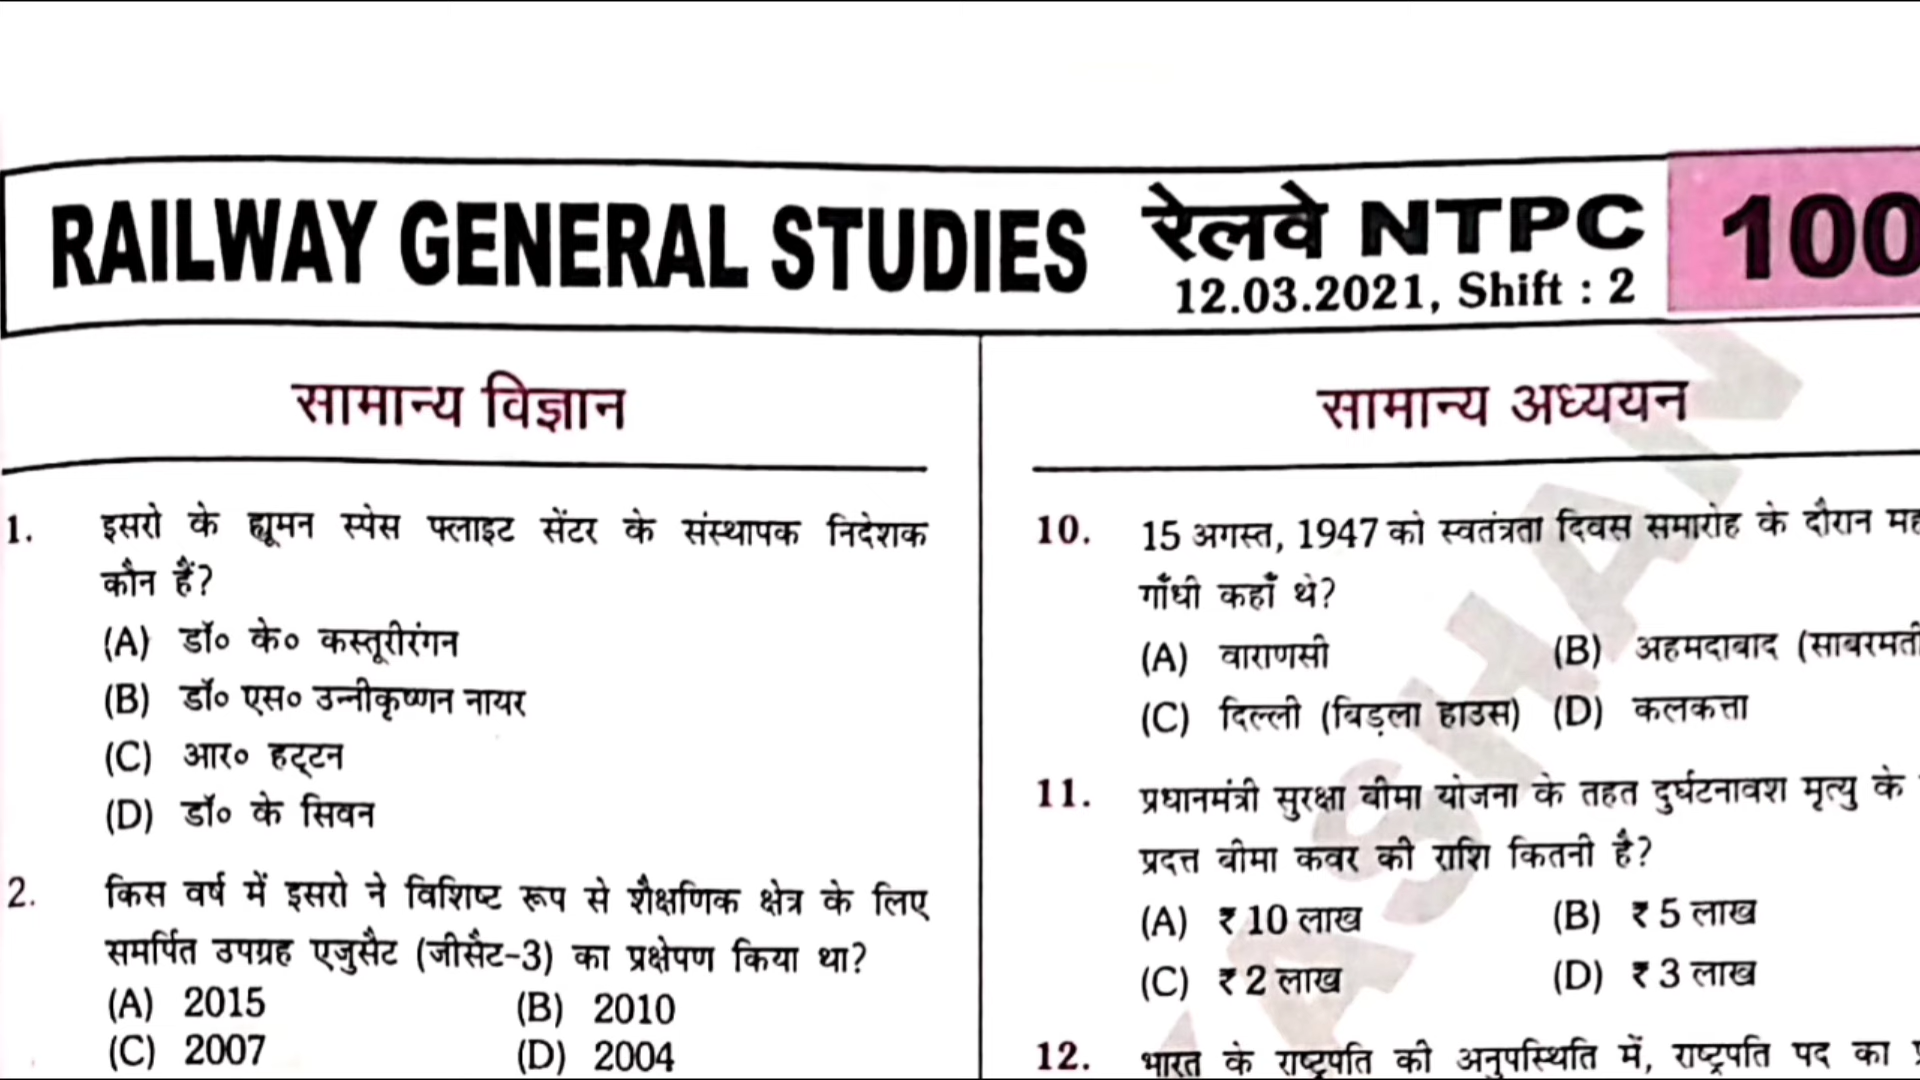 RAILWAY GENERAL STUDIES
रेलवे NTPC
12.03.2021, Shift : 2
100
सामान्य विज्ञान
1. इसरो के ह्यूमन स्पेस फ्लाइट सेंटर के संस्थापक निदेशक
कौन हैं?
(A) डॉ० के० कस्तूरीरंगन
(B) डॉ० एस० उन्नीकृष्णन नायर
(C) आर० हट्टन
(D) डॉ० के सिवन
2. किस वर्ष में इसरो ने विशिष्ट रूप से शैक्षणिक क्षेत्र के लिए
समर्पित उपग्रह एजुसैट (जीसैट-3) का प्रक्षेपण किया था?
(A) 2015 (B) 2010
(C) 2007 (D) 2004
सामान्य अध्ययन
10. 15 अगस्त, 1947 को स्वतंत्रता दिवस समारोह के दौरान
गाँधी कहाँ थे?
(A) वाराणसी (B) अहमदाबाद (साबरमती
(C) दिल्ली (बिड़ला हाउस) (D) कलकत्ता
11. प्रधानमंत्री सुरक्षा बीमा योजना के तहत दुर्घटनावश मृत्यु के
प्रदत्त बीमा कवर की राशि कितनी है?
(A) ₹ 10 लाख (B) ₹ 5 लाख
(C) ₹ 2 लाख (D) ₹ 3 लाख
12. भारत के राष्ट्रपति की अनुपस्थिति में, राष्ट्रपति पद का